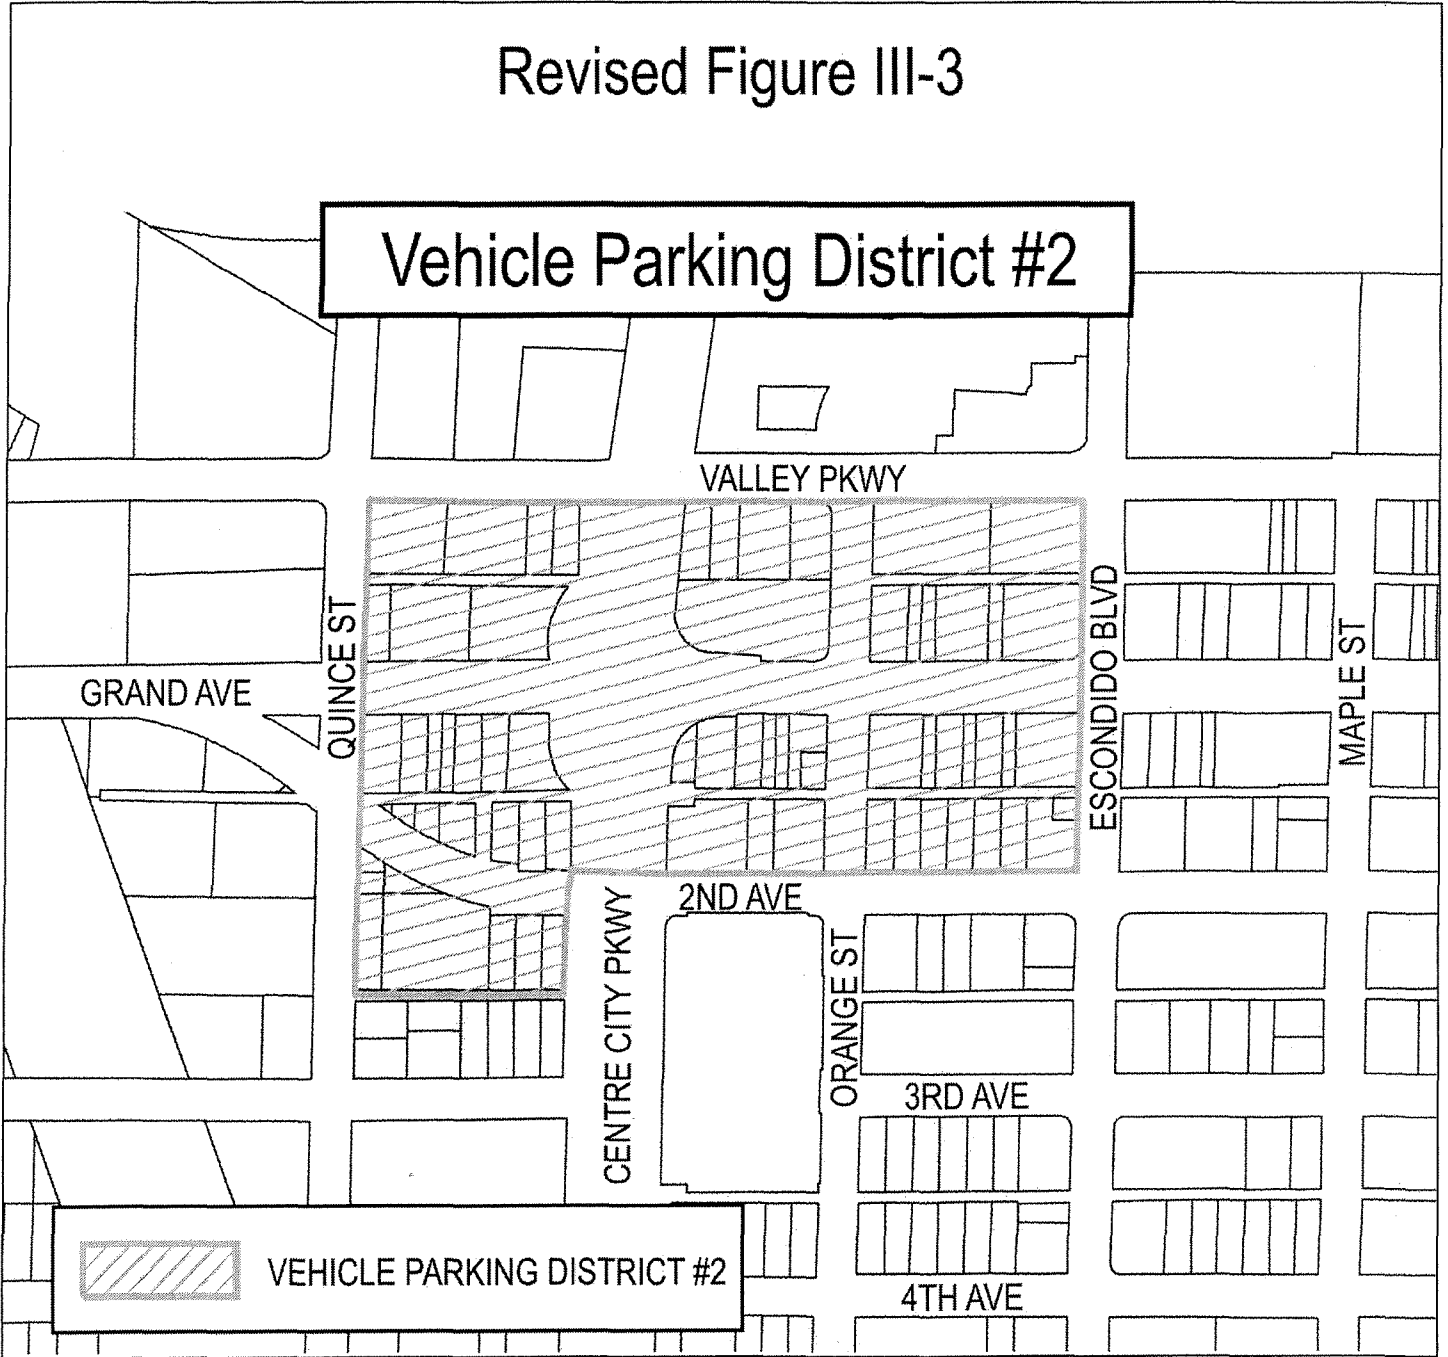 Revised Figure III-3
Vehicle Parking District #2
VALLEY PKWY
QUINCE ST
GRAND AVE
ESCONDIDO BLVD
MAPLE ST
2ND AVE
CENTRE CITY PKWY
ORANGE ST
3RD AVE
VEHICLE PARKING DISTRICT #2
4TH AVE